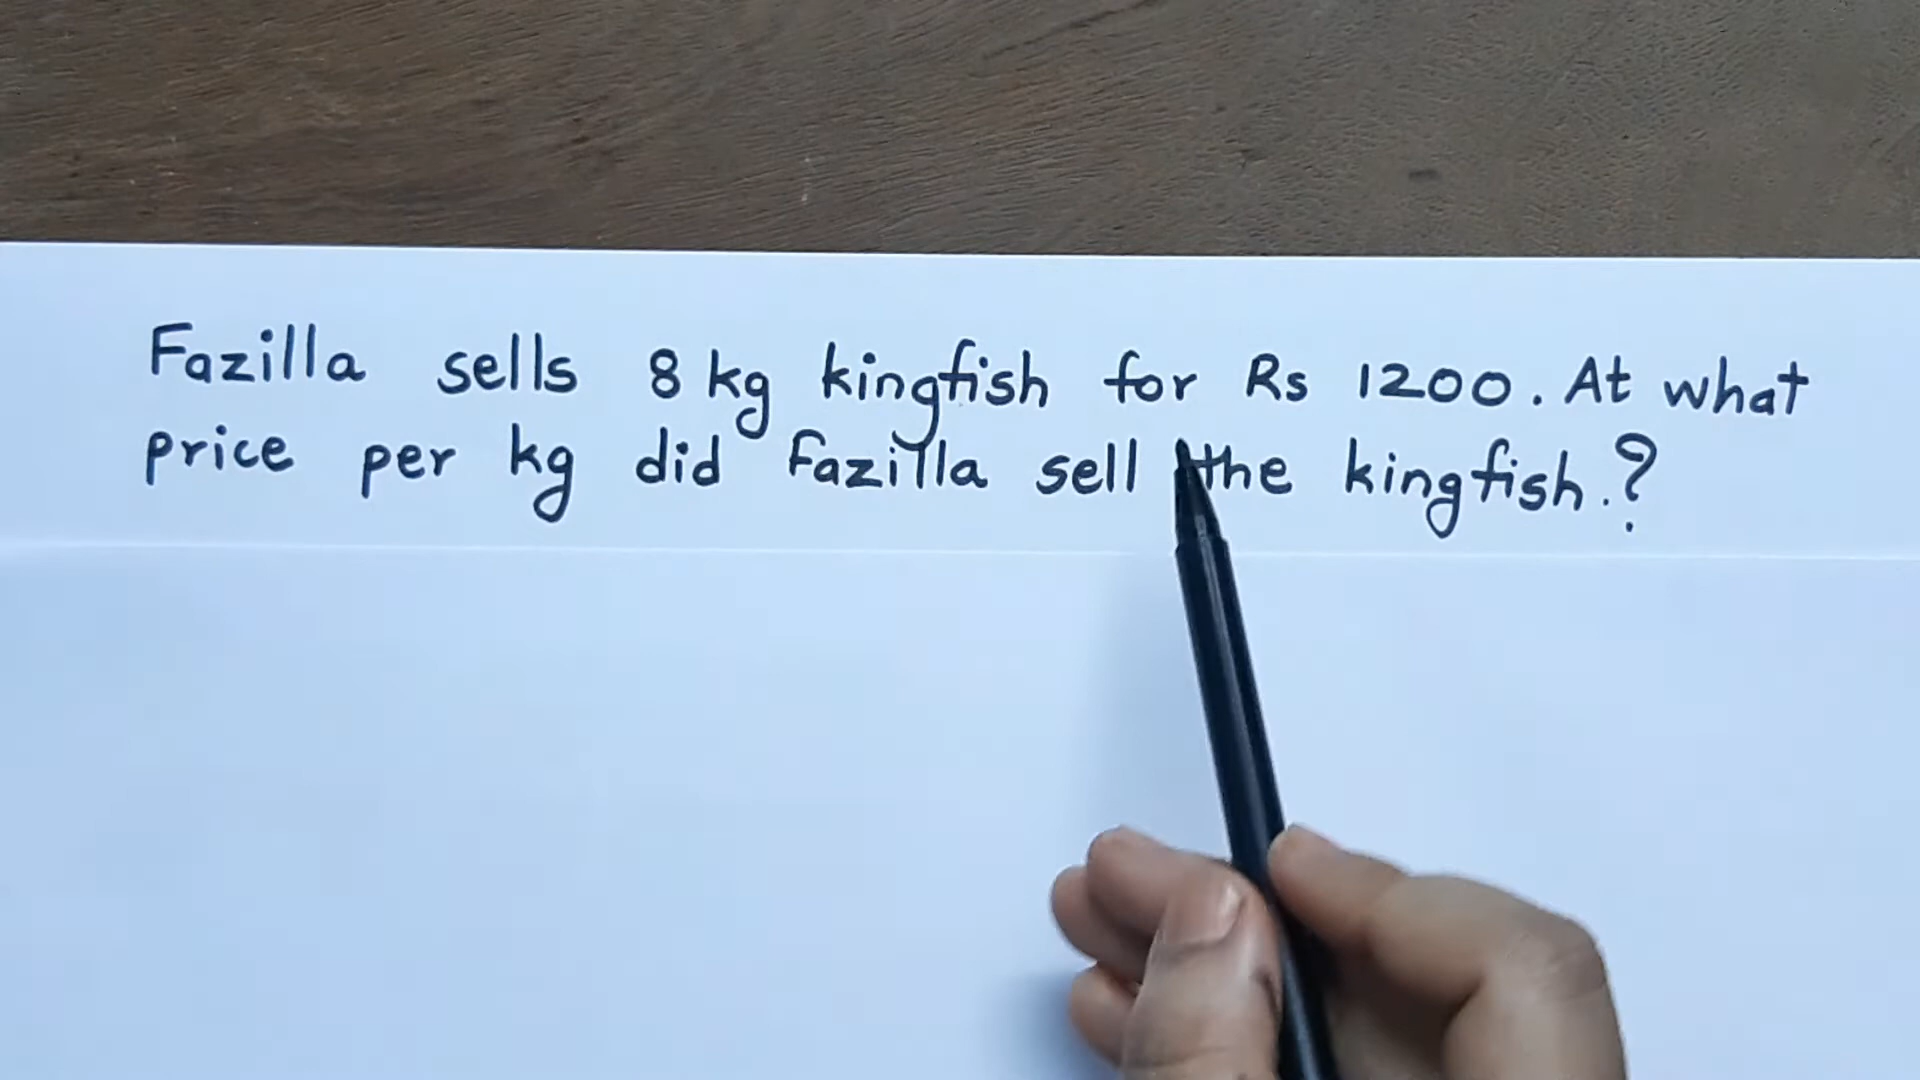 Fazilla sells 8 kg kingfish for Rs 1200. At what
price per kg did Fazilla sell the kingfish.?